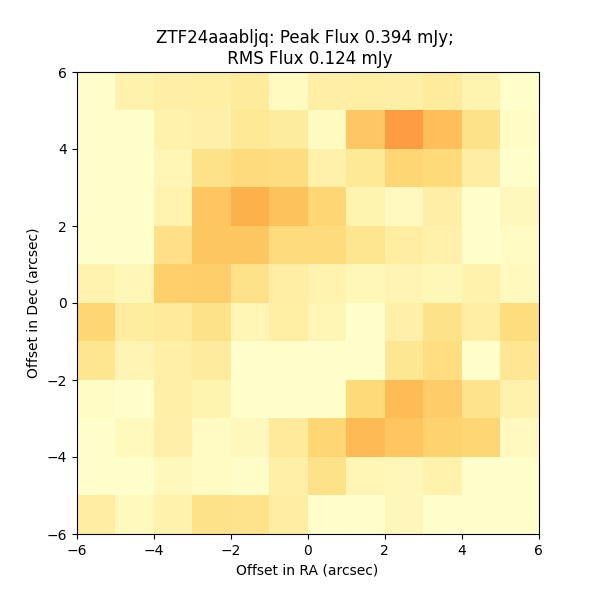 ZTF24aaabljq: Peak Flux 0.394 mJy;
RMS Flux 0.124 mJy
6
4
2
0
−2
−4
−6
Offset in Dec (arcsec)
−6 −4 −2 0 2 4 6
Offset in RA (arcsec)